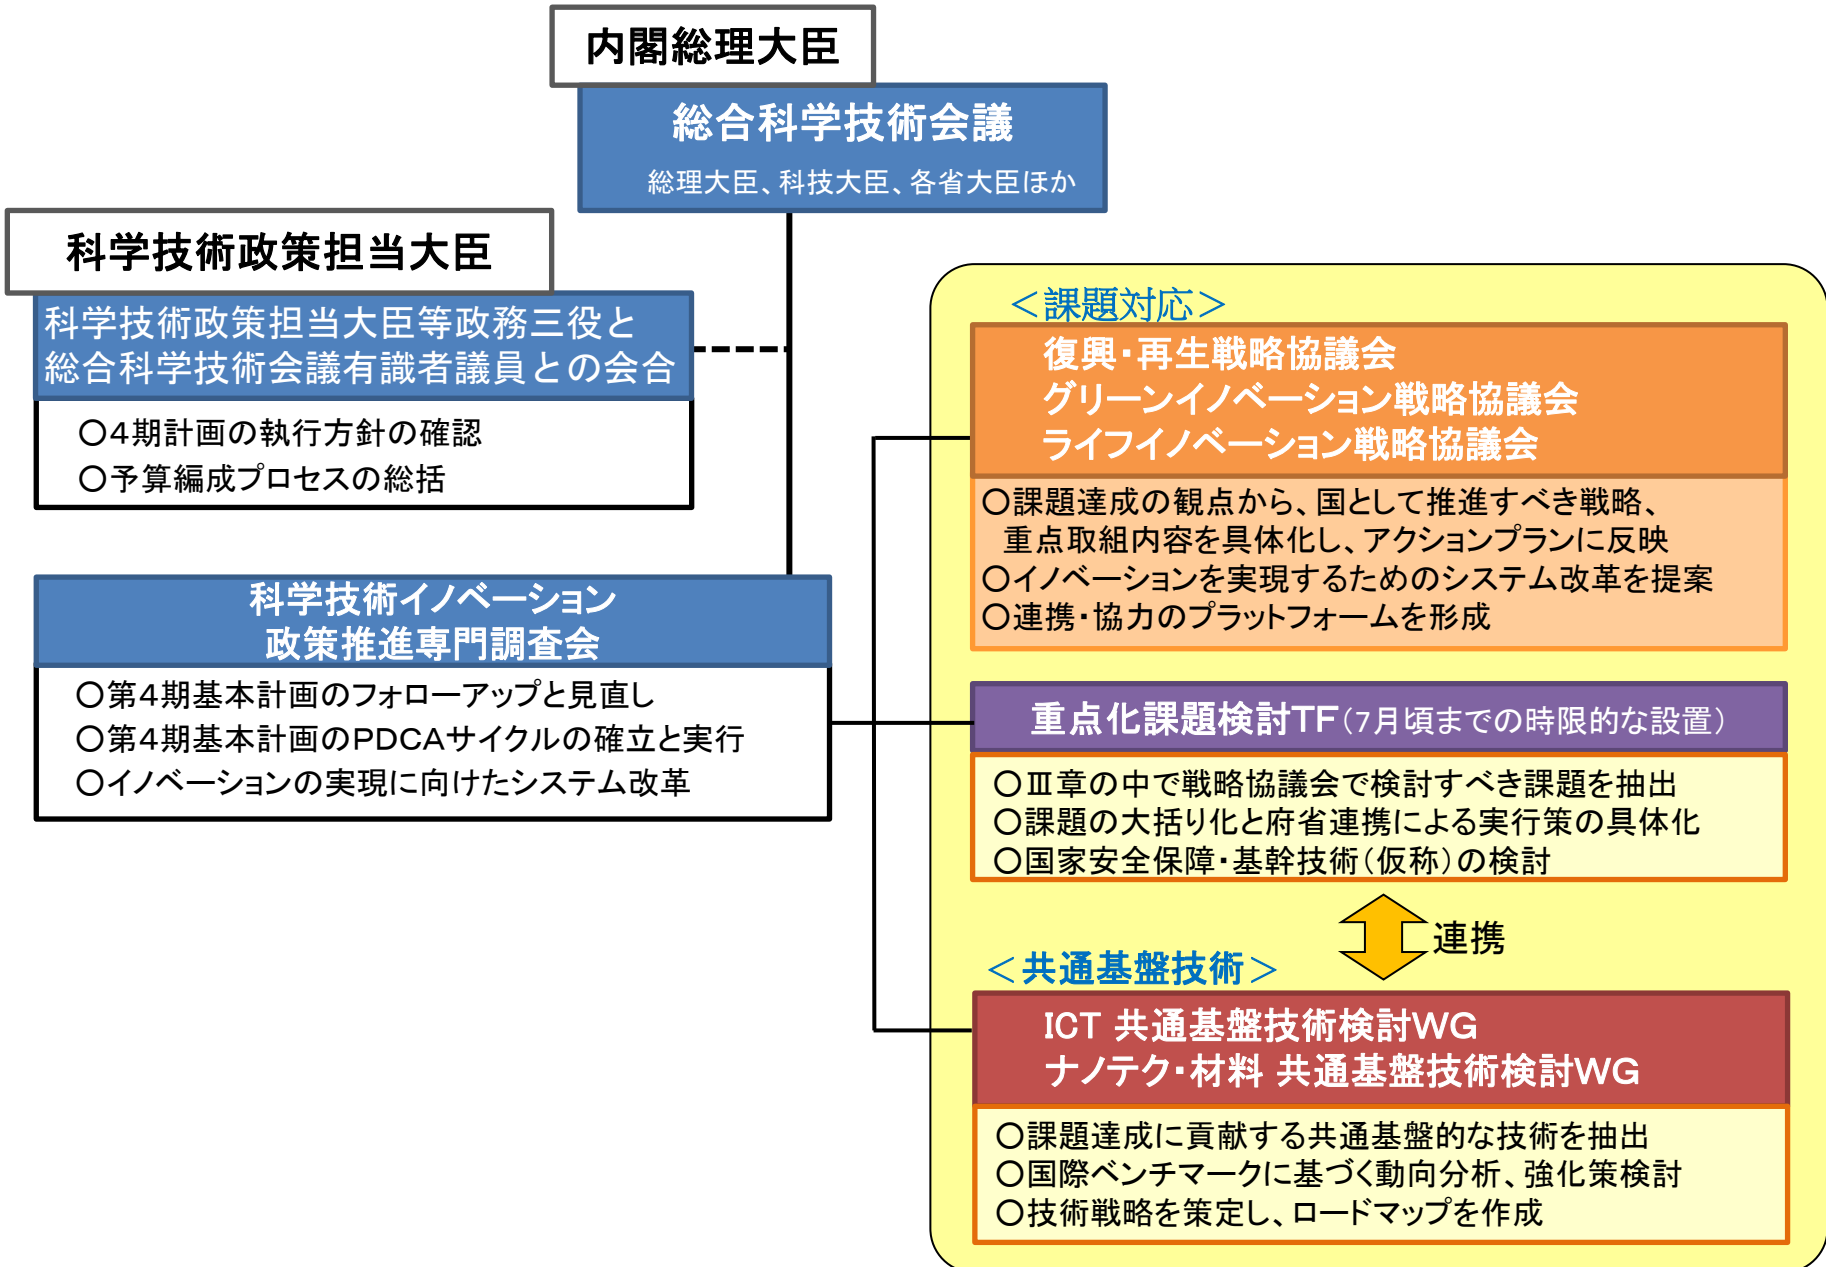 内閣総理大臣
総合科学技術会議
総理大臣、科技大臣、各省大臣ほか
科学技術政策担当大臣
科学技術政策担当大臣等政務三役と
総合科学技術会議有識者議員との会合
○4期計画の執行方針の確認
○予算編成プロセスの総括
科学技術イノベーション
政策推進専門調査会
○第4期基本計画のフォローアップと見直し
○第4期基本計画のPDCAサイクルの確立と実行
○イノベーションの実現に向けたシステム改革
＜課題対応＞
復興・再生戦略協議会
グリーンイノベーション戦略協議会
ライフイノベーション戦略協議会
○課題達成の観点から、国として推進すべき戦略、
重点取組内容を具体化し、アクションプランに反映
○イノベーションを実現するためのシステム改革を提案
○連携・協力のプラットフォームを形成
重点化課題検討TF（7月頃までの時限的な設置）
○Ⅲ章の中で戦略協議会で検討すべき課題を抽出
○課題の大括り化と府省連携による実行策の具体化
○国家安全保障・基幹技術（仮称）の検討
連携
＜共通基盤技術＞
ICT 共通基盤技術検討WG
ナノテク・材料 共通基盤技術検討WG
○課題達成に貢献する共通基盤的な技術を抽出
○国際ベンチマークに基づく動向分析、強化策検討
○技術戦略を策定し、ロードマップを作成